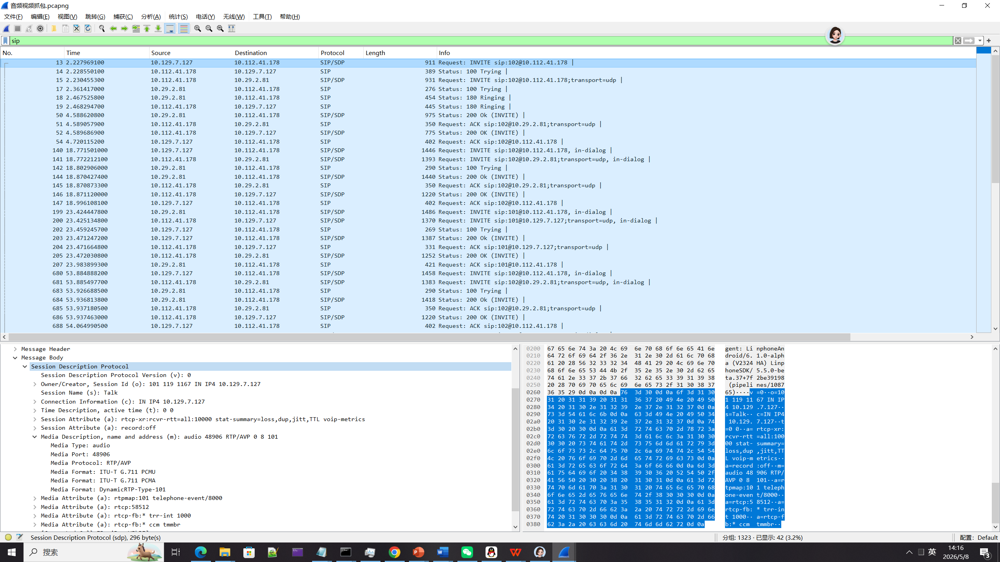 音频视频抓包.pcapng
文件(F) 编辑(E) 视图(V) 跳转(G) 捕获(C) 分析(A) 统计(S) 电话(Y) 无线(W) 工具(T) 帮助(H)
sip
No. Time Source Destination Protocol Length Info
13 2.227969100 10.129.7.127 10.112.41.178 SIP/SDP 911 Request: INVITE sip:102@10.112.41.178 |
14 2.228550100 10.112.41.178 10.129.7.127 SIP 389 Status: 100 Trying |
15 2.230455300 10.112.41.178 10.29.2.81 SIP/SDP 931 Request: INVITE sip:102@10.112.41.178;transport=udp |
17 2.361417000 10.29.2.81 10.112.41.178 SIP 276 Status: 100 Trying |
18 2.467525800 10.29.2.81 10.112.41.178 SIP 454 Status: 180 Ringing |
19 2.468294700 10.112.41.178 10.129.7.127 SIP 445 Status: 180 Ringing |
50 4.588620800 10.29.2.81 10.112.41.178 SIP/SDP 975 Status: 200 Ok (INVITE) |
51 4.589057900 10.112.41.178 10.29.2.81 SIP 350 Request: ACK sip:102@10.29.2.81;transport=udp |
52 4.589686900 10.112.41.178 10.129.7.127 SIP/SDP 775 Status: 200 OK (INVITE) |
54 4.720115200 10.129.7.127 10.112.41.178 SIP 402 Request: ACK sip:102@10.112.41.178 |
140 18.771501000 10.129.7.127 10.112.41.178 SIP/SDP 1446 Request: INVITE sip:102@10.112.41.178, in-dialog |
141 18.772212100 10.112.41.178 10.29.2.81 SIP/SDP 1393 Request: INVITE sip:102@10.29.2.81;transport=udp, in-dialog |
142 18.802906000 10.29.2.81 10.112.41.178 SIP 290 Status: 100 Trying |
144 18.870427400 10.29.2.81 10.112.41.178 SIP/SDP 1440 Status: 200 Ok (INVITE) |
145 18.870873300 10.112.41.178 10.29.2.81 SIP 350 Request: ACK sip:102@10.29.2.81;transport=udp |
146 18.871120000 10.112.41.178 10.129.7.127 SIP/SDP 1220 Status: 200 OK (INVITE) |
147 18.996108100 10.129.7.127 10.112.41.178 SIP 402 Request: ACK sip:102@10.112.41.178 |
199 23.424447800 10.29.2.81 10.112.41.178 SIP/SDP 1486 Request: INVITE sip:101@10.112.41.178, in-dialog |
200 23.425134800 10.112.41.178 10.129.7.127 SIP/SDP 1370 Request: INVITE sip:101@10.129.7.127;transport=udp, in-dialog |
202 23.459245700 10.129.7.127 10.112.41.178 SIP 269 Status: 100 Trying |
203 23.471247200 10.129.7.127 10.112.41.178 SIP/SDP 1387 Status: 200 Ok (INVITE) |
204 23.471664800 10.112.41.178 10.129.7.127 SIP 331 Request: ACK sip:101@10.129.7.127;transport=udp |
205 23.472030800 10.112.41.178 10.29.2.81 SIP/SDP 1252 Status: 200 OK (INVITE) |
207 23.983899300 10.29.2.81 10.112.41.178 SIP 421 Request: ACK sip:101@10.112.41.178 |
680 53.884888200 10.129.7.127 10.112.41.178 SIP/SDP 1458 Request: INVITE sip:102@10.112.41.178, in-dialog |
681 53.885497700 10.112.41.178 10.29.2.81 SIP/SDP 1383 Request: INVITE sip:102@10.29.2.81;transport=udp, in-dialog |
683 53.926688500 10.29.2.81 10.112.41.178 SIP 290 Status: 100 Trying |
684 53.936813800 10.29.2.81 10.112.41.178 SIP/SDP 1418 Status: 200 Ok (INVITE) |
685 53.937180500 10.112.41.178 10.29.2.81 SIP 350 Request: ACK sip:102@10.29.2.81;transport=udp |
686 53.937463000 10.112.41.178 10.129.7.127 SIP/SDP 1220 Status: 200 OK (INVITE) |
688 54.064990500 10.129.7.127 10.112.41.178 SIP 402 Request: ACK sip:102@10.112.41.178 |
Message Header
Message Body
Session Description Protocol
Session Description Protocol Version (v): 0
Owner/Creator, Session Id (o): 101 119 1167 IN IP4 10.129.7.127
Session Name (s): Talk
Connection Information (c): IN IP4 10.129.7.127
Time Description, active time (t): 0 0
Session Attribute (a): rtcp-xr:rcvr-rtt=all:10000 stat-summary=loss,dup,jitt,TTL voip-metrics
Session Attribute (a): record:off
Media Description, name and address (m): audio 48906 RTP/AVP 0 8 101
Media Type: audio
Media Port: 48906
Media Protocol: RTP/AVP
Media Format: ITU-T G.711 PCMU
Media Format: ITU-T G.711 PCMA
Media Format: DynamicRTP-Type-101
Media Attribute (a): rtpmap:101 telephone-event/8000
Media Attribute (a): rtcp:58512
Media Attribute (a): rtcp-fb:* trr-int 1000
Media Attribute (a): rtcp-fb:* ccm tmmbr
0200 67 65 6e 74 3a 20 4c 69 6e 70 68 6f 6e 65 41 6e gent: Li nphoneAn
0210 64 72 6f 69 64 2f 36 2e 31 2e 30 2d 61 6c 70 68 droid/6. 1.0-alph
0220 61 20 28 56 32 33 32 34 48 41 29 20 4c 69 6e 70 a (V2324 HA) Linp
0230 68 6f 6e 65 53 44 4b 2f 35 2e 35 2e 30 2d 62 65 honeSDK/ 5.5.0-be
0240 74 61 2e 33 37 2b 37 66 32 62 65 33 39 31 39 38 ta.37+7f 2be39198
0250 20 28 70 69 70 65 6c 69 6e 65 73 2f 31 30 38 37 (pipeli nes/1087
0260 36 35 29 0d 0a 0d 0a 76 3d 30 0d 0a 6f 3d 31 30 65)····v =0··o=10
0270 31 20 31 31 39 20 31 31 36 37 20 49 4e 20 49 50 1 119 11 67 IN IP
0280 34 20 31 30 2e 31 32 39 2e 37 2e 31 32 37 0d 0a 4 10.129 .7.127··
0290 73 3d 54 61 6c 6b 0d 0a 63 3d 49 4e 20 49 50 34 s=Talk·· c=IN IP4
02a0 20 31 30 2e 31 32 39 2e 37 2e 31 32 37 0d 0a 74 10.129. 7.127··t
02b0 3d 30 20 30 0d 0a 61 3d 72 74 63 70 2d 78 72 3a =0 0··a= rtcp-xr:
02c0 72 63 76 72 2d 72 74 74 3d 61 6c 6c 3a 31 30 30 rcvr-rtt =all:100
02d0 30 30 20 73 74 61 74 2d 73 75 6d 6d 61 72 79 3d 00 stat- summary=
02e0 6c 6f 73 73 2c 64 75 70 2c 6a 69 74 74 2c 54 54 loss,dup ,jitt,TT
02f0 4c 20 76 6f 69 70 2d 6d 65 74 72 69 63 73 0d 0a L voip-m etrics··
0300 61 3d 72 65 63 6f 72 64 3a 6f 66 66 0d 0a 6d 3d a=record :off··m=
0310 61 75 64 69 6f 20 34 38 39 30 36 20 52 54 50 2f audio 48 906 RTP/
0320 41 56 50 20 30 20 38 20 31 30 31 0d 0a 61 3d 72 AVP 0 8 101··a=r
0330 74 70 6d 61 70 3a 31 30 31 20 74 65 6c 65 70 68 tpmap:10 1 teleph
0340 6f 6e 65 2d 65 76 65 6e 74 2f 38 30 30 30 0d 0a one-even t/8000··
0350 61 3d 72 74 63 70 3a 35 38 35 31 32 0d 0a 61 3d a=rtcp:5 8512··a=
0360 72 74 63 70 2d 66 62 3a 2a 20 74 72 72 2d 69 6e rtcp-fb: * trr-in
0370 74 20 31 30 30 30 0d 0a 61 3d 72 74 63 70 2d 66 t 1000·· a=rtcp-f
0380 62 3a 2a 20 63 63 6d 20 74 6d 6d 62 72 0d 0a b:* ccm tmmbr··
Session Description Protocol (sdp), 296 byte(s) 分组: 1323 · 已显示: 42 (3.2%) 配置: Default
搜索 英 14:16
2026/5/8 3